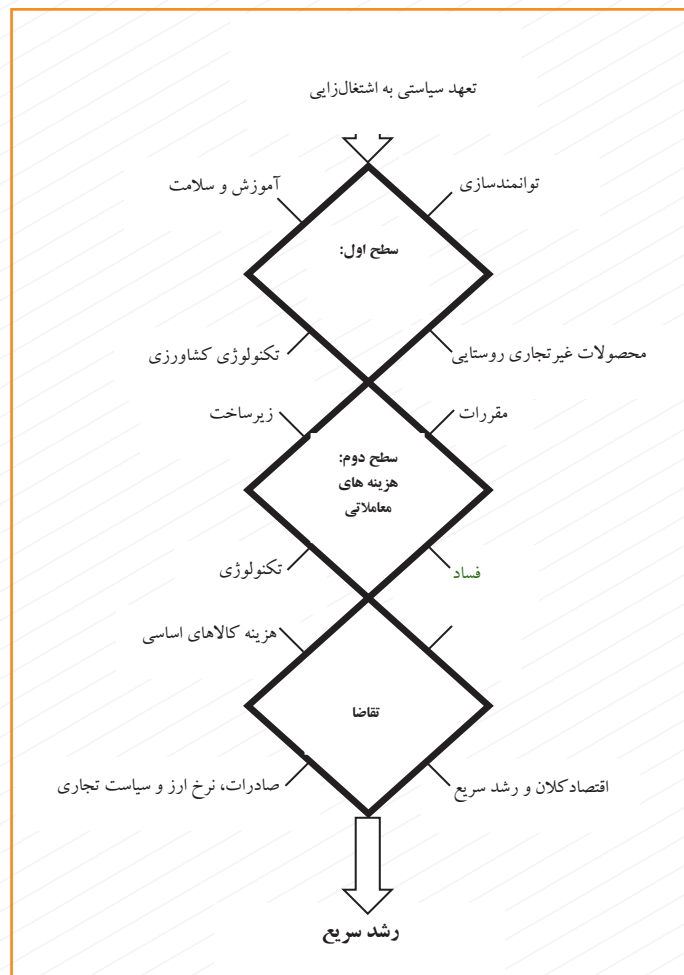 تعهد سیاستی به اشتغال‌زایی
توانمندسازی
آموزش و سلامت
سطح اول:
محصولات غیرتجاری روستایی
تکنولوژی کشاورزی
مقررات
زیرساخت
سطح دوم:
هزینه های
معاملاتی
فساد
تکنولوژی
هزینه کالاهای اساسی
تقاضا
اقتصادکلان و رشد سریع
صادرات، نرخ ارز و سیاست تجاری
رشد سریع